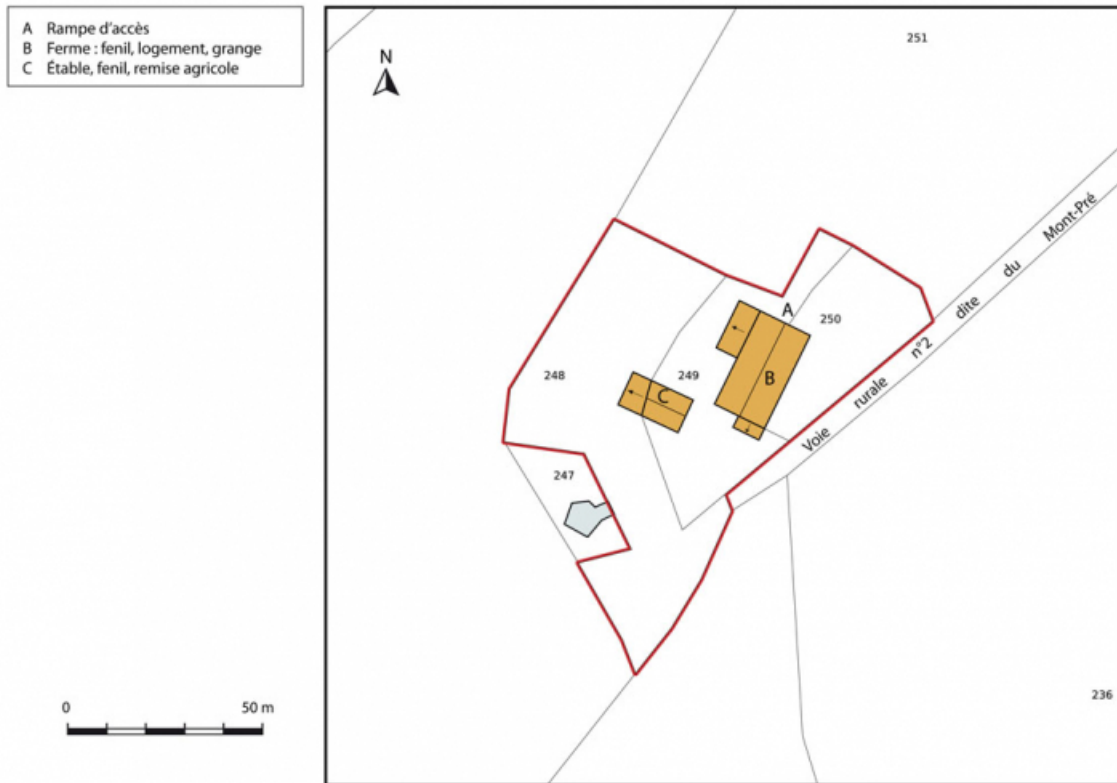 A Rampe d'accès
B Ferme : fenil, logement, grange
C Étable, fenil, remise agricole
N
251
Voie rurale n°2 dite du Mont-Pré
A
250
248
249
B
C
247
236
0 50 m